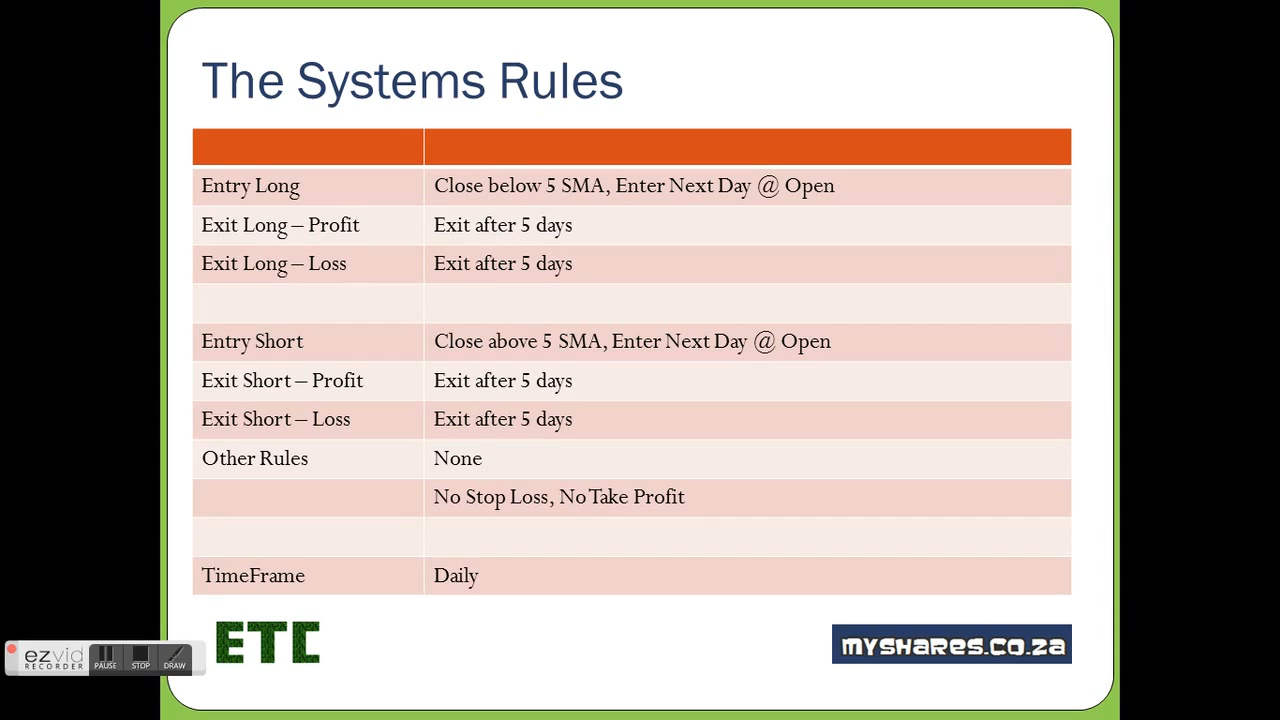 The Systems Rules
Entry Long Close below 5 SMA, Enter Next Day @ Open
Exit Long – Profit Exit after 5 days
Exit Long – Loss Exit after 5 days
Entry Short Close above 5 SMA, Enter Next Day @ Open
Exit Short – Profit Exit after 5 days
Exit Short – Loss Exit after 5 days
Other Rules None
No Stop Loss, No Take Profit
TimeFrame Daily
ETC
MYSHARES.CO.ZA
ezvid
RECORDER
PAUSE STOP DRAW